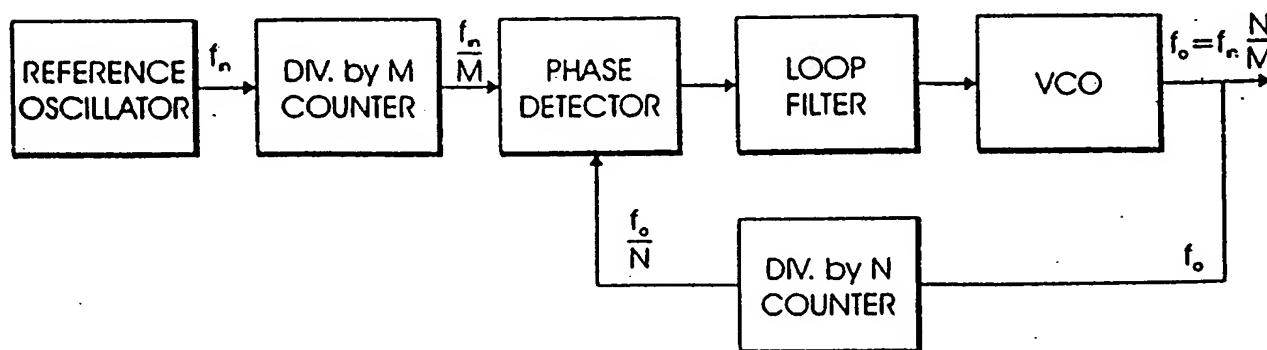 REFERENCE
OSCILLATOR
fₙ
DIV. by M
COUNTER
fₙ
M
PHASE
DETECTOR
LOOP
FILTER
VCO
fₒ=fₙ N
M
fₒ
N
DIV. by N
COUNTER
fₒ